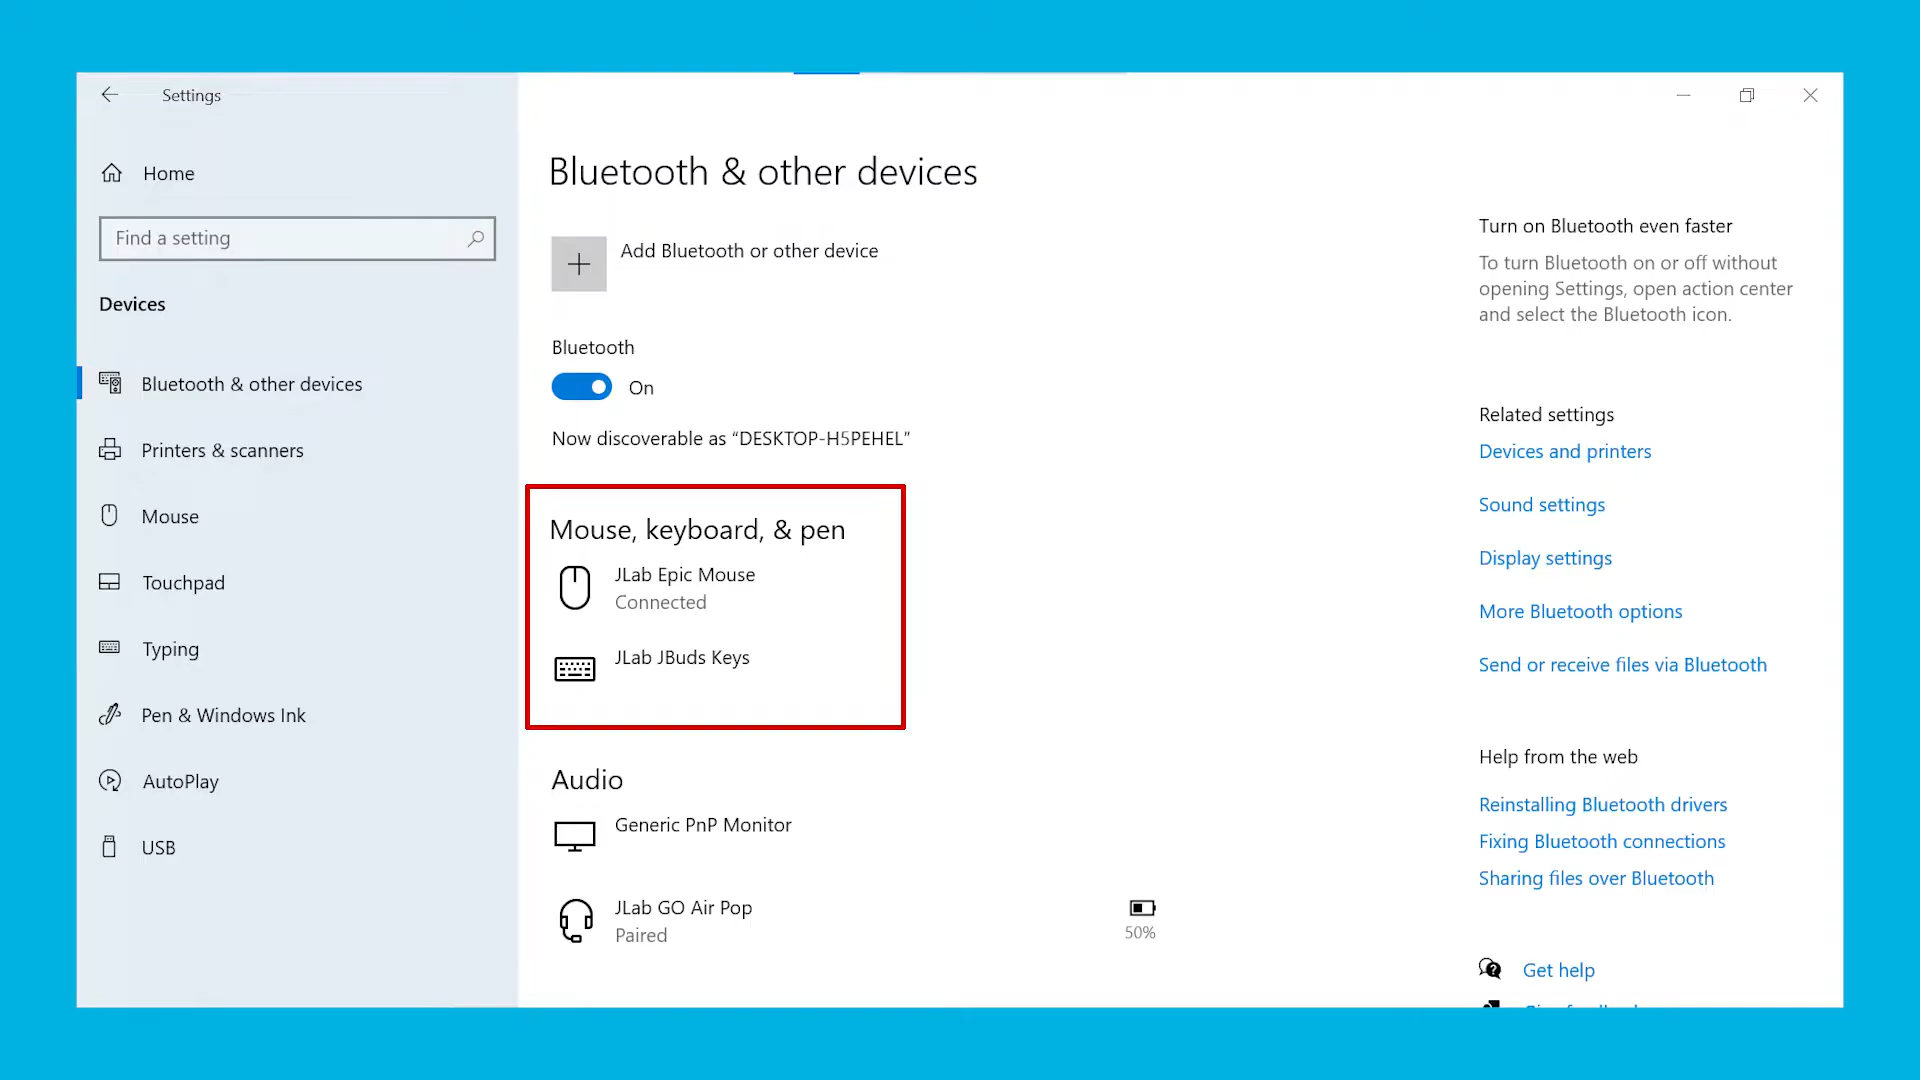 Settings
Home
Find a setting
Devices
Bluetooth & other devices
Printers & scanners
Mouse
Touchpad
Typing
Pen & Windows Ink
AutoPlay
USB
Bluetooth & other devices
Add Bluetooth or other device
Bluetooth
On
Now discoverable as “DESKTOP-H5PEHEL”
Mouse, keyboard, & pen
JLab Epic Mouse
Connected
JLab JBuds Keys
Audio
Generic PnP Monitor
JLab GO Air Pop
Paired
50%
Turn on Bluetooth even faster
To turn Bluetooth on or off without
opening Settings, open action center
and select the Bluetooth icon.
Related settings
Devices and printers
Sound settings
Display settings
More Bluetooth options
Send or receive files via Bluetooth
Help from the web
Reinstalling Bluetooth drivers
Fixing Bluetooth connections
Sharing files over Bluetooth
Get help